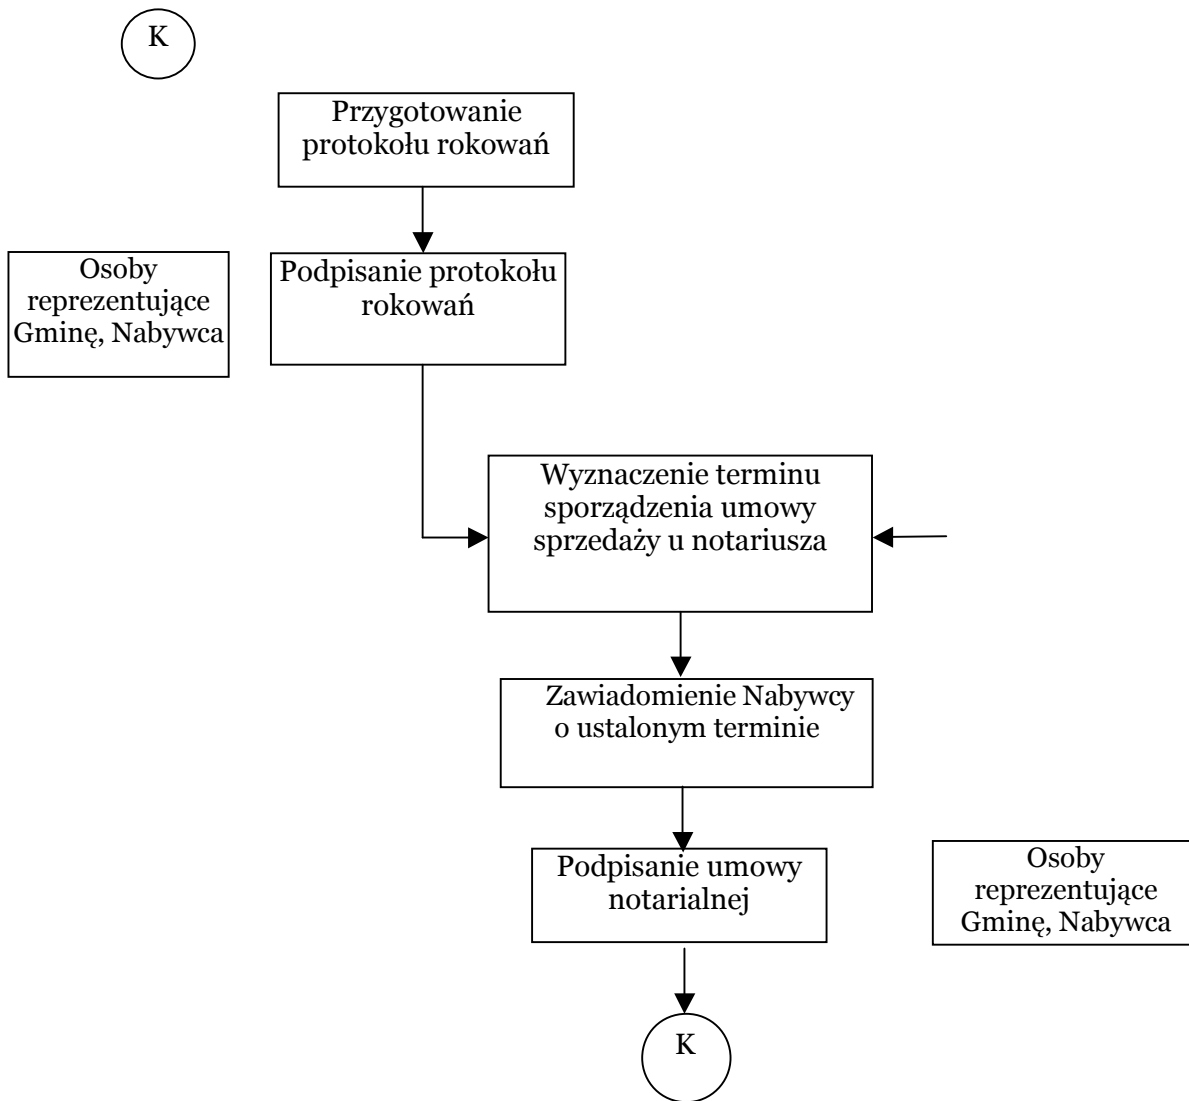 K
Przygotowanie
protokołu rokowań
Osoby
reprezentujące
Gminę, Nabywca
Podpisanie protokołu
rokowań
Wyznaczenie terminu
sporządzenia umowy
sprzedaży u notariusza
Zawiadomienie Nabywcy
o ustalonym terminie
Podpisanie umowy
notarialnej
Osoby
reprezentujące
Gminę, Nabywca
K